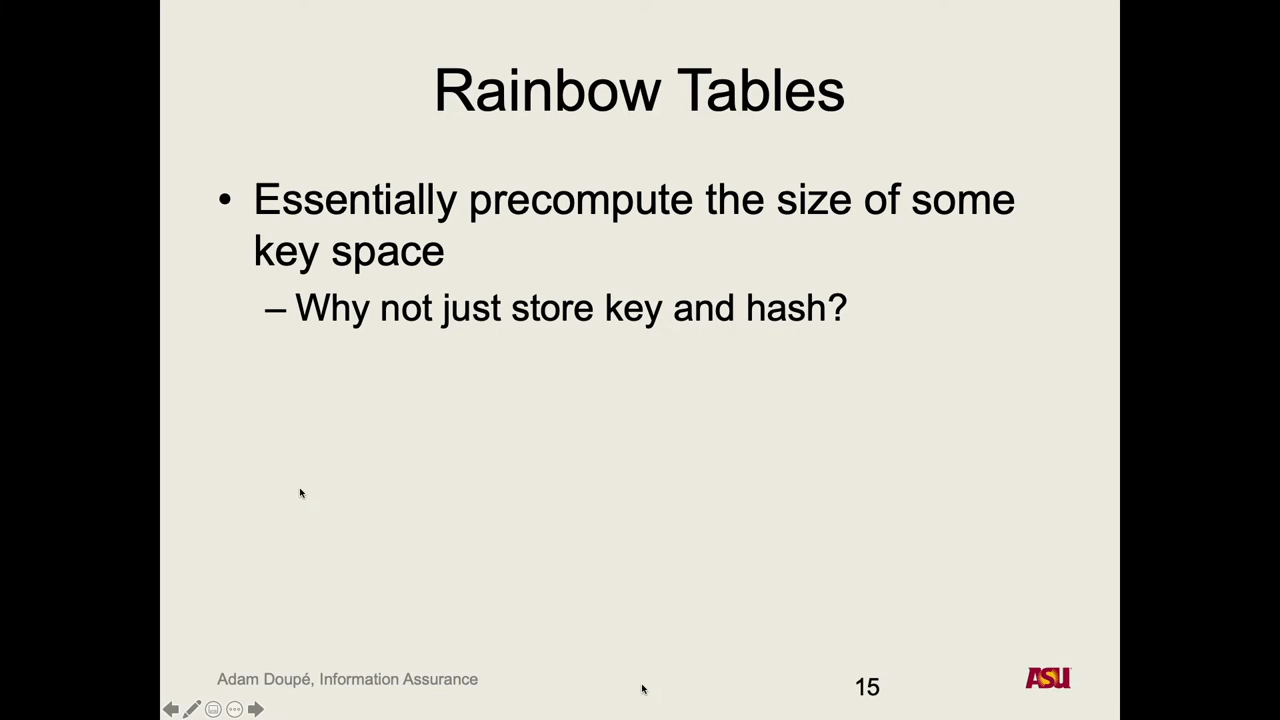 Rainbow Tables
• Essentially precompute the size of some
key space
– Why not just store key and hash?
Adam Doupé, Information Assurance
15
ASU